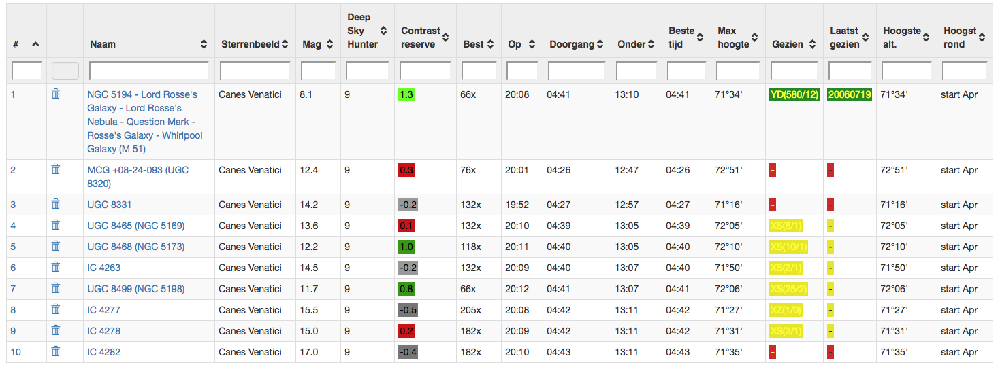 # Naam Sterrenbeeld Mag Deep Sky Hunter Contrast reserve Best Op Doorgang Onder Beste tijd Max hoogte Gezien Laatst gezien Hoogste alt. Hoogst rond
1 NGC 5194 - Lord Rosse's Canes Venatici 8.1 9 1.3 66x 20:08 04:41 13:10 04:41 71°34' YD(580/12) 20060719 71°34' start Apr
Galaxy - Lord Rosse's
Nebula - Question Mark -
Rosse's Galaxy - Whirlpool
Galaxy (M 51)
2 MCG +08-24-093 (UGC Canes Venatici 12.4 9 0.3 76x 20:01 04:26 12:47 04:26 72°51' - - 72°51' start Apr
8320)
3 UGC 8331 Canes Venatici 14.2 9 -0.2 132x 19:52 04:27 12:57 04:27 71°16' - - 71°16' start Apr
4 UGC 8465 (NGC 5169) Canes Venatici 13.6 9 0.1 132x 20:10 04:39 13:05 04:39 72°05' XS(8/1) - 72°05' start Apr
5 UGC 8468 (NGC 5173) Canes Venatici 12.2 9 1.0 118x 20:11 04:40 13:05 04:40 72°10' XS(10/1) - 72°10' start Apr
6 IC 4263 Canes Venatici 14.5 9 -0.2 132x 20:09 04:40 13:07 04:40 71°50' XS(2/1) - 71°50' start Apr
7 UGC 8499 (NGC 5198) Canes Venatici 11.7 9 0.8 66x 20:12 04:41 13:07 04:41 72°06' XS(25/2) - 72°06' start Apr
8 IC 4277 Canes Venatici 15.5 9 -0.5 205x 20:08 04:42 13:11 04:42 71°27' XZ(1/0) - 71°27' start Apr
9 IC 4278 Canes Venatici 15.0 9 0.2 182x 20:09 04:42 13:11 04:42 71°31' XS(2/1) - 71°31' start Apr
10 IC 4282 Canes Venatici 17.0 9 -0.4 182x 20:10 04:43 13:11 04:43 71°35' - - 71°35' start Apr